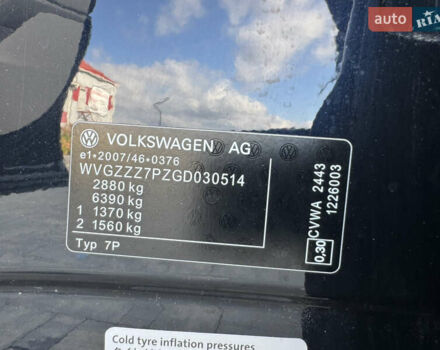 auto RIA
VOLKSWAGEN AG
e1*2007/46*0376
WVGZZZ7PZGD030514
2880 kg
6390 kg
1 1370 kg
2 1560 kg
Typ 7P
0.30
CVWA 2443
1226003
Cold tyre inflation pressures